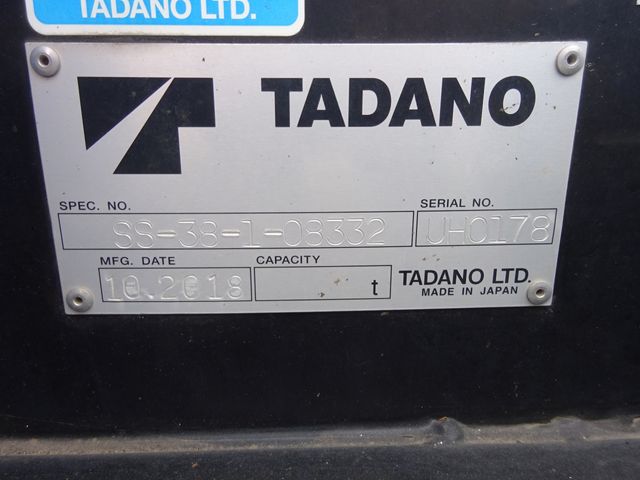 TADANO LTD.
TADANO
SPEC. NO.
SERIAL NO.
SS-38-1-08332
UH0178
MFG. DATE
CAPACITY
10.2018
t
TADANO LTD.
MADE IN JAPAN